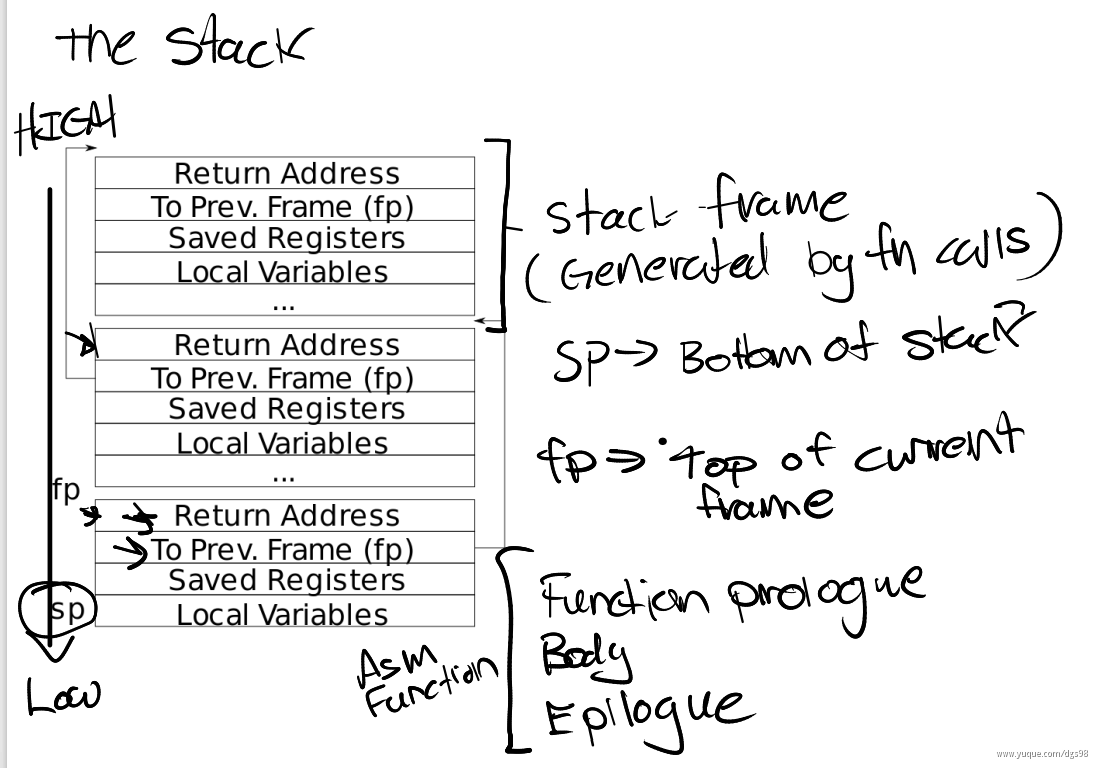 The Stack
HIGH
Return Address
To Prev. Frame (fp)
Saved Registers
Local Variables
...
Return Address
To Prev. Frame (fp)
Saved Registers
Local Variables
...
fp
Return Address
To Prev. Frame (fp)
Saved Registers
sp
Local Variables
Low
Stack frame
(Generated by fn calls)
SP→ Bottom of stack
fp⇒ Top of current
frame
Asm
Function
Function prologue
Body
Epilogue
www.yuque.com/dgs98